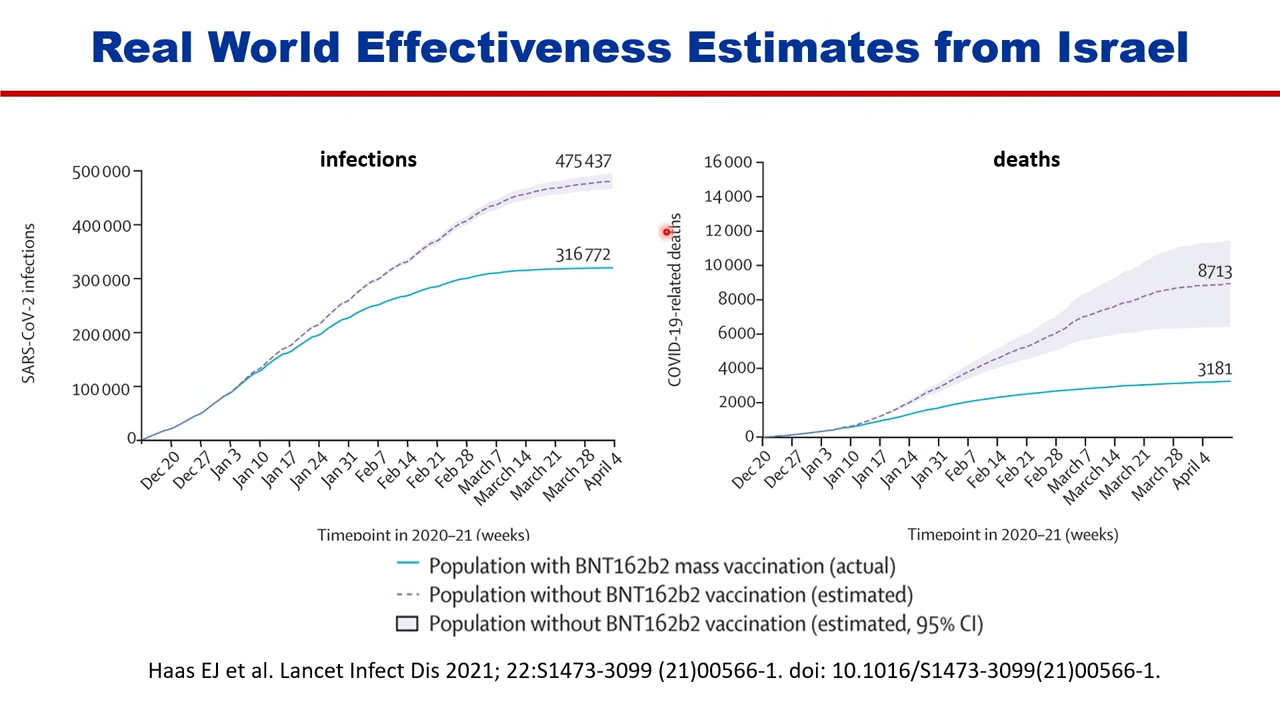 Real World Effectiveness Estimates from Israel
infections
475 437
316 772
500 000
400 000
300 000
200 000
100 000
0
SARS-CoV-2 infections
Dec 20
Dec 27
Jan 3
Jan 10
Jan 17
Jan 24
Jan 31
Feb 7
Feb 14
Feb 21
Feb 28
March 7
Marcch 14
March 21
March 28
April 4
Timepoint in 2020–21 (weeks)
deaths
8713
3181
16 000
14 000
12 000
10 000
8000
6000
4000
2000
0
COVID-19-related deaths
Dec 20
Dec 27
Jan 3
Jan 10
Jan 17
Jan 24
Jan 31
Feb 7
Feb 14
Feb 21
Feb 28
March 7
Marcch 14
March 21
March 28
April 4
Timepoint in 2020–21 (weeks)
Population with BNT162b2 mass vaccination (actual)
Population without BNT162b2 vaccination (estimated)
Population without BNT162b2 vaccination (estimated, 95% CI)
Haas EJ et al. Lancet Infect Dis 2021; 22:S1473-3099 (21)00566-1. doi: 10.1016/S1473-3099(21)00566-1.